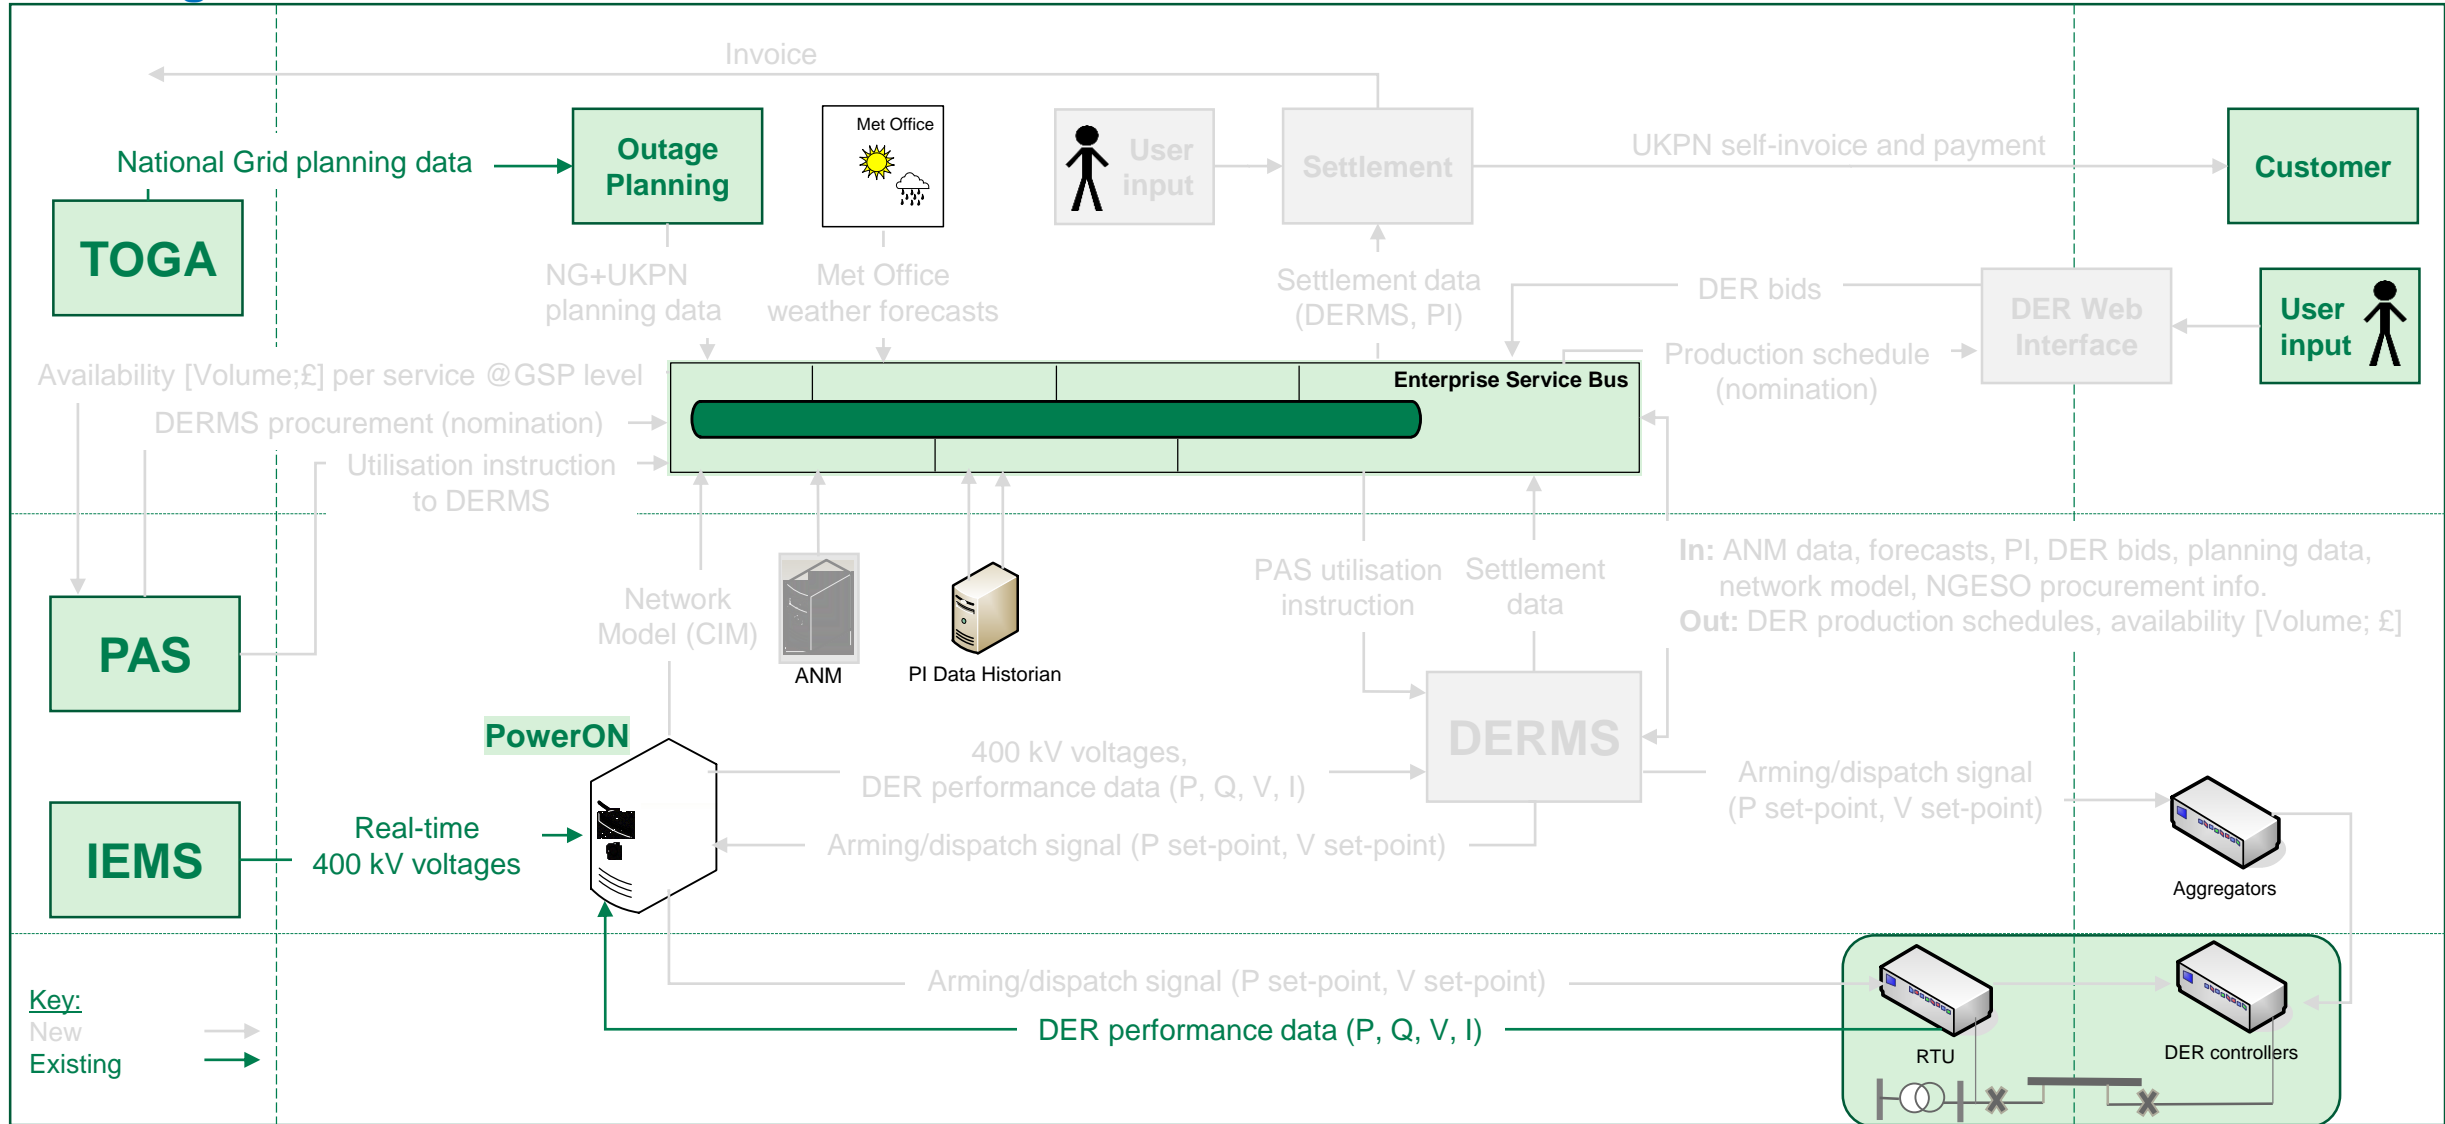 Invoice
Met Office
National Grid planning data
Outage
Planning
User
input
Settlement
UKPN self-invoice and payment
Customer
TOGA
NG+UKPN
planning data
Met Office
weather forecasts
Settlement data
(DERMS, PI)
DER bids
DER Web
Interface
User
input
Production schedule
(nomination)
Availability [Volume;£] per service @GSP level
Enterprise Service Bus
DERMS procurement (nomination)
Utilisation instruction
to DERMS
PAS
Network
Model (CIM)
ANM
PI Data Historian
PAS utilisation
instruction
Settlement
data
In: ANM data, forecasts, PI, DER bids, planning data,
network model, NGESO procurement info.
Out: DER production schedules, availability [Volume; £]
PowerON
DERMS
400 kV voltages,
DER performance data (P, Q, V, I)
Arming/dispatch signal
(P set-point, V set-point)
IEMS
Real-time
400 kV voltages
Arming/dispatch signal (P set-point, V set-point)
Aggregators
Arming/dispatch signal (P set-point, V set-point)
DER performance data (P, Q, V, I)
RTU
DER controllers
Key:
New
Existing